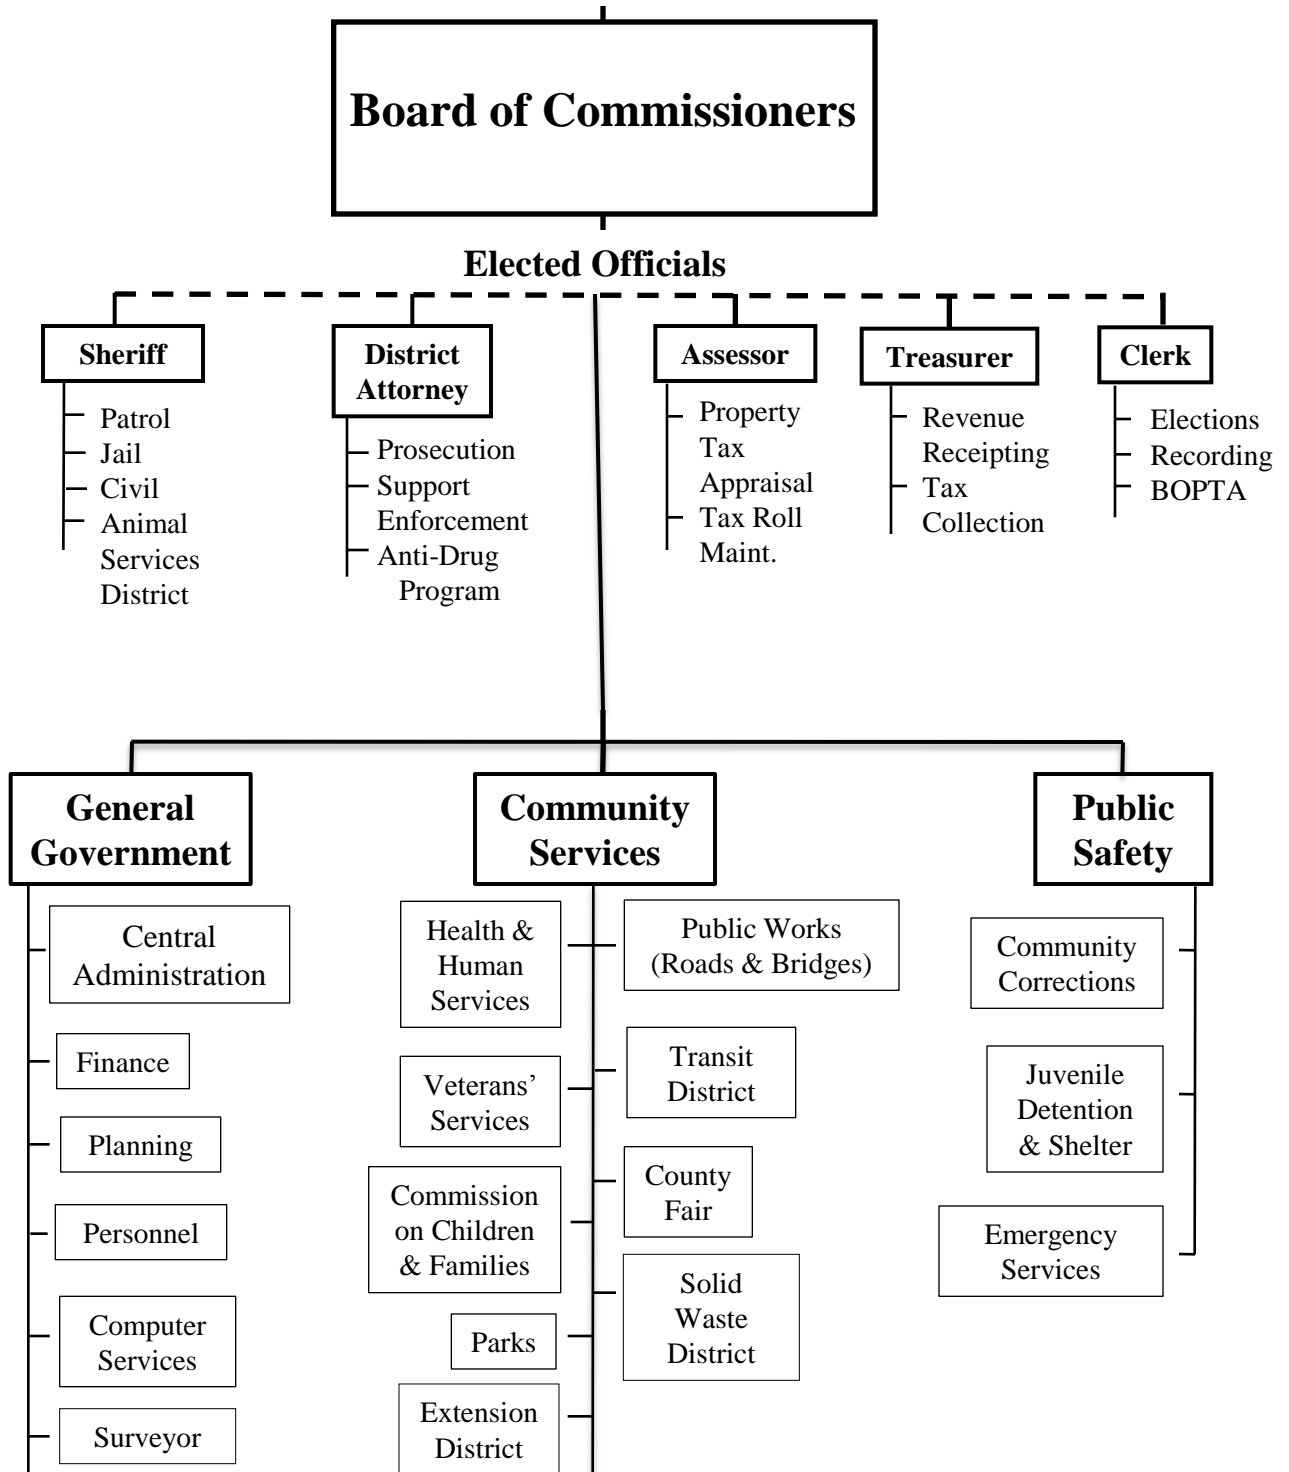 Board of Commissioners
Elected Officials
Sheriff
Patrol
Jail
Civil
Animal
Services
District
District
Attorney
Prosecution
Support
Enforcement
Anti-Drug
Program
Assessor
Property
Tax
Appraisal
Tax Roll
Maint.
Treasurer
Revenue
Receipting
Tax
Collection
Clerk
Elections
Recording
BOPTA
General
Government
Central
Administration
Finance
Planning
Personnel
Computer
Services
Surveyor
Community
Services
Health &
Human
Services
Veterans’
Services
Commission
on Children
& Families
Parks
Extension
District
Public Works
(Roads & Bridges)
Transit
District
County
Fair
Solid
Waste
District
Public
Safety
Community
Corrections
Juvenile
Detention
& Shelter
Emergency
Services